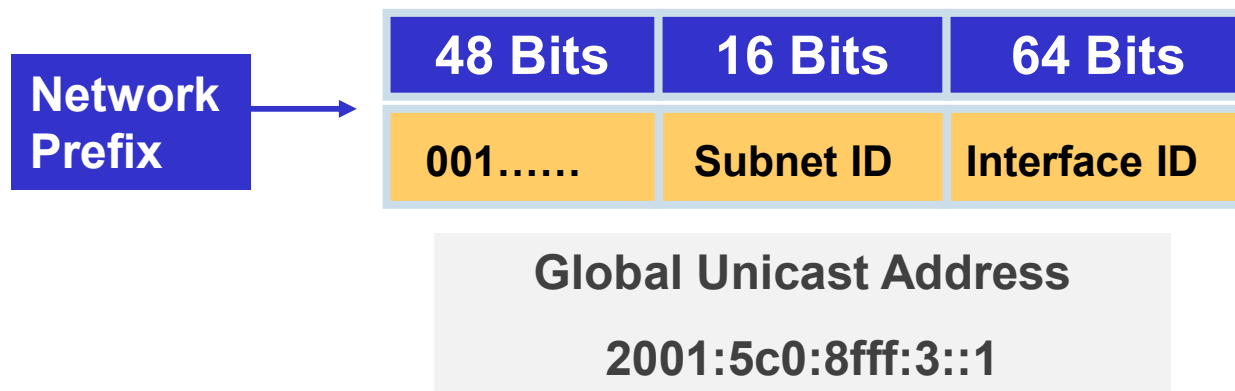 Network
Prefix
48 Bits 16 Bits 64 Bits
001…… Subnet ID Interface ID
Global Unicast Address
2001:5c0:8fff:3::1